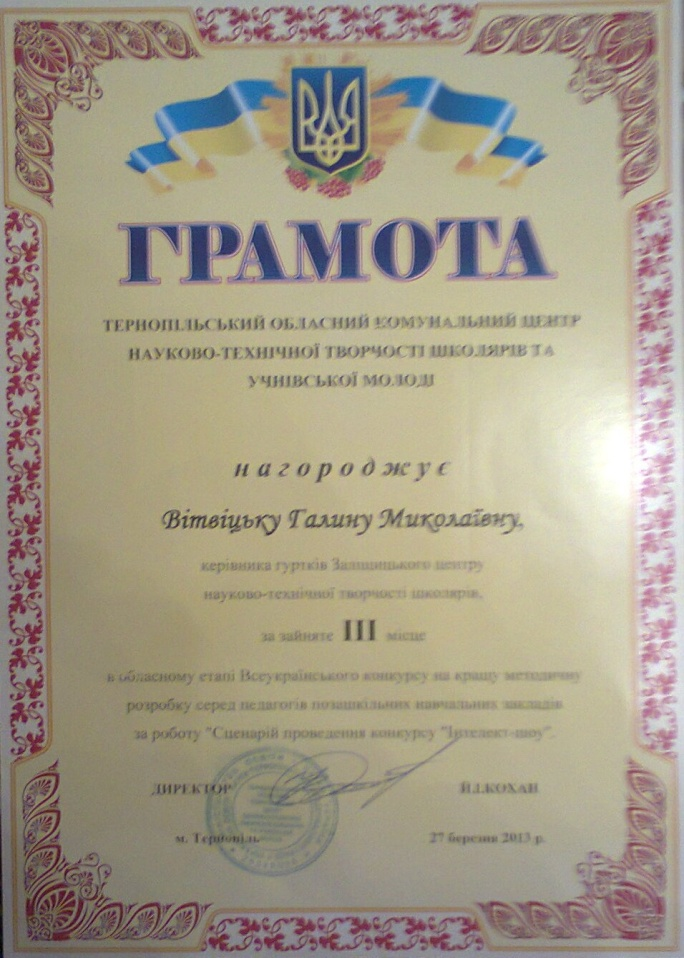 ГРАМОТА
ТЕРНОПІЛЬСЬКИЙ ОБЛАСНИЙ КОМУНАЛЬНИЙ ЦЕНТР
НАУКОВО-ТЕХНІЧНОЇ ТВОРЧОСТІ ШКОЛЯРІВ ТА
УЧНІВСЬКОЇ МОЛОДІ
нагороджує
Вітвіцьку Галину Миколаївну,
керівника гуртків Заліщицького центру
науково-технічної творчості школярів,
за зайняте III місце
в обласному етапі Всеукраїнського конкурсу на кращу методичну
розробку серед педагогів позашкільних навчальних закладів
за роботу "Сценарій проведення конкурсу "Інтелект-шоу".
ДИРЕКТОР Й.І.КОХАН
м. Тернопіль 27 березня 2013 р.